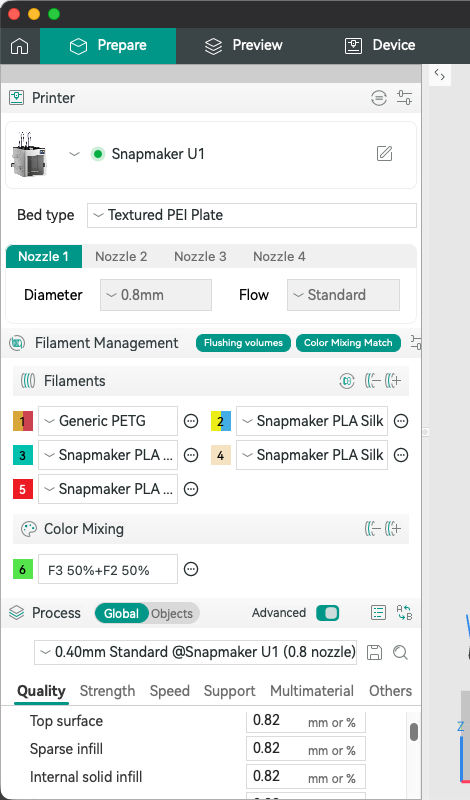 Prepare Preview Device
Printer
Snapmaker U1
Bed type Textured PEI Plate
Nozzle 1 Nozzle 2 Nozzle 3 Nozzle 4
Diameter 0.8mm Flow Standard
Filament Management Flushing volumes Color Mixing Match
Filaments
1 Generic PETG 2 Snapmaker PLA Silk
3 Snapmaker PLA ... 4 Snapmaker PLA Silk
5 Snapmaker PLA ...
Color Mixing
6 F3 50%+F2 50%
Process Global Objects Advanced
0.40mm Standard @Snapmaker U1 (0.8 nozzle)
Quality Strength Speed Support Multimaterial Others
Top surface 0.82 mm or %
Sparse infill 0.82 mm or %
Internal solid infill 0.82 mm or %
Z